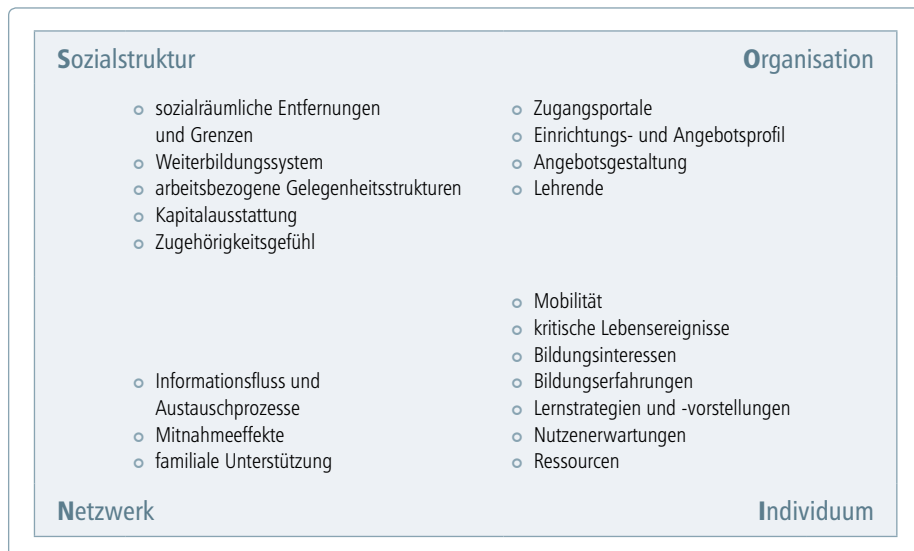 Sozialstruktur
sozialräumliche Entfernungen
und Grenzen
Weiterbildungssystem
arbeitsbezogene Gelegenheitsstrukturen
Kapitalausstattung
Zugehörigkeitsgefühl
Organisation
Zugangsportale
Einrichtungs- und Angebotsprofil
Angebotsgestaltung
Lehrende
Informationsfluss und
Austauschprozesse
Mitnahmeeffekte
familiale Unterstützung
Netzwerk
Mobilität
kritische Lebensereignisse
Bildungsinteressen
Bildungserfahrungen
Lernstrategien und -vorstellungen
Nutzenerwartungen
Ressourcen
Individuum